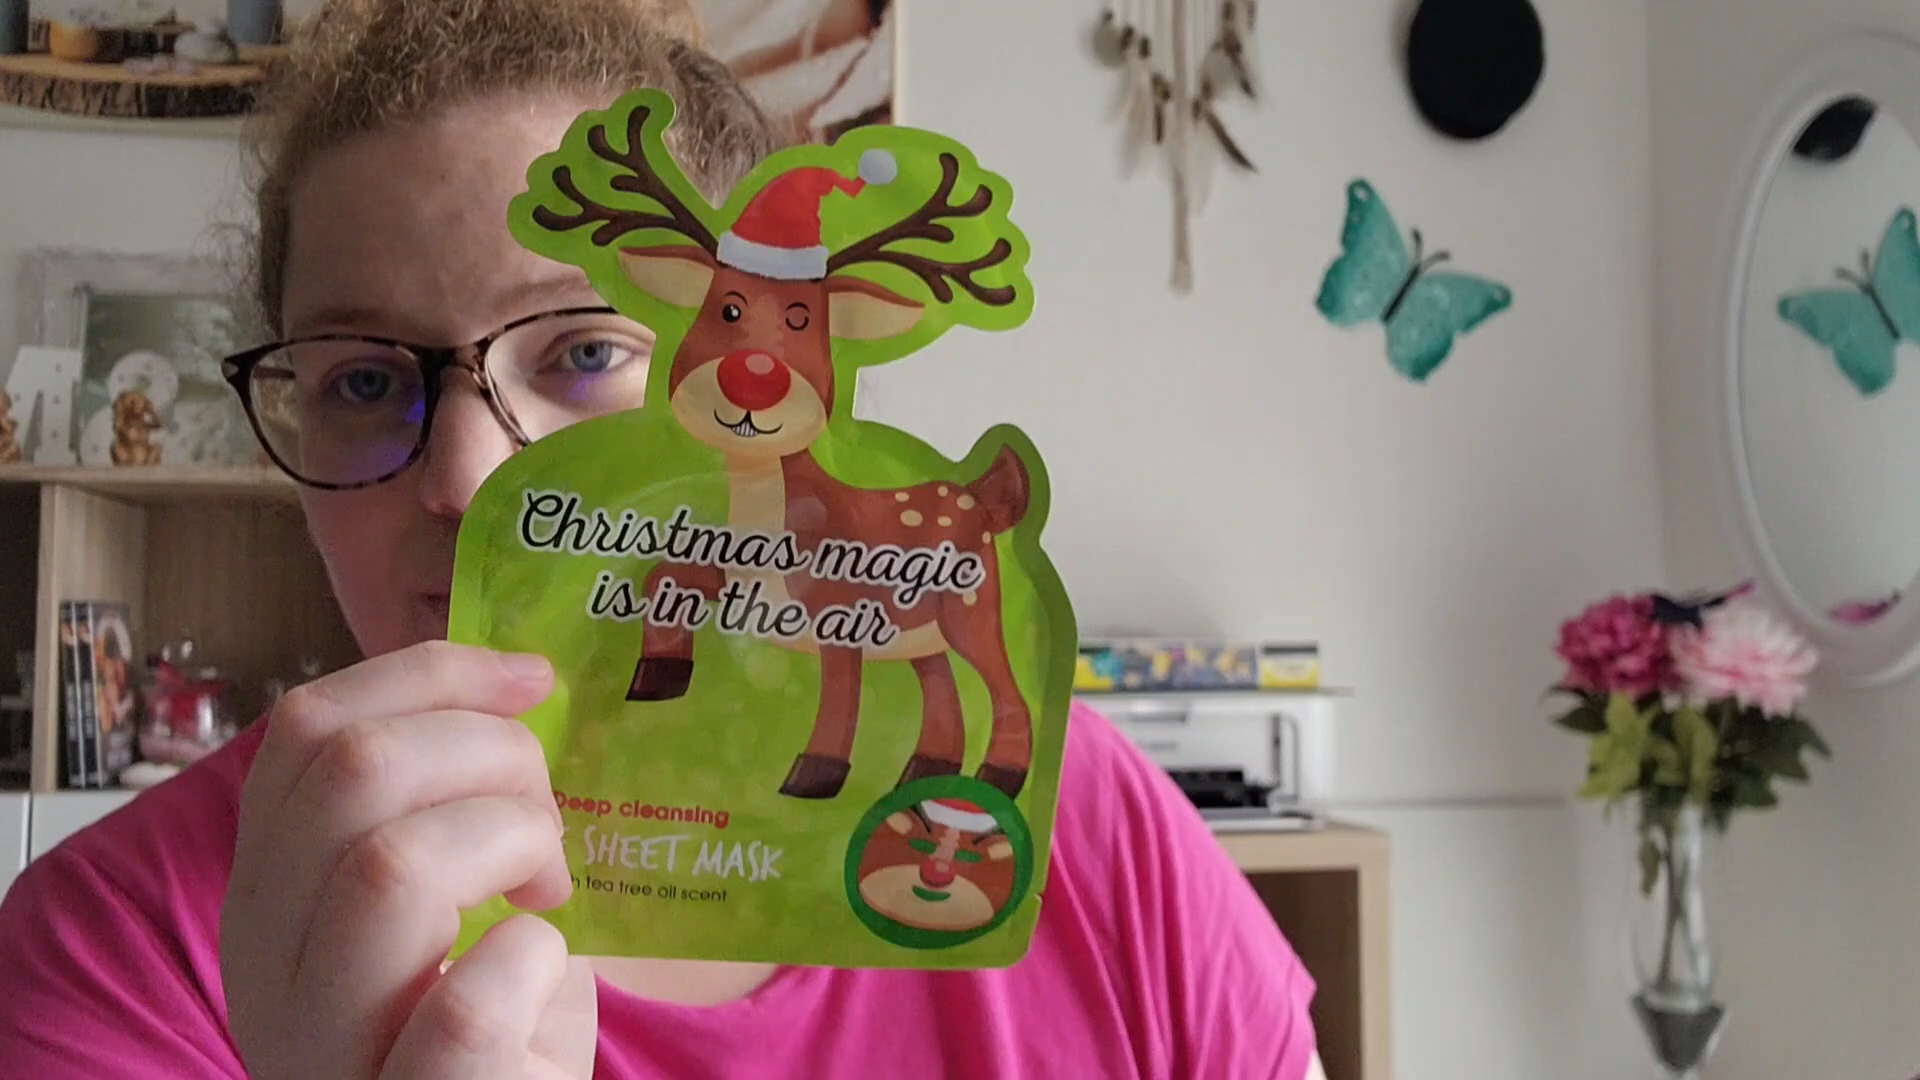 Christmas magic
is in the air
Deep cleansing
SHEET MASK
tea tree oil scent